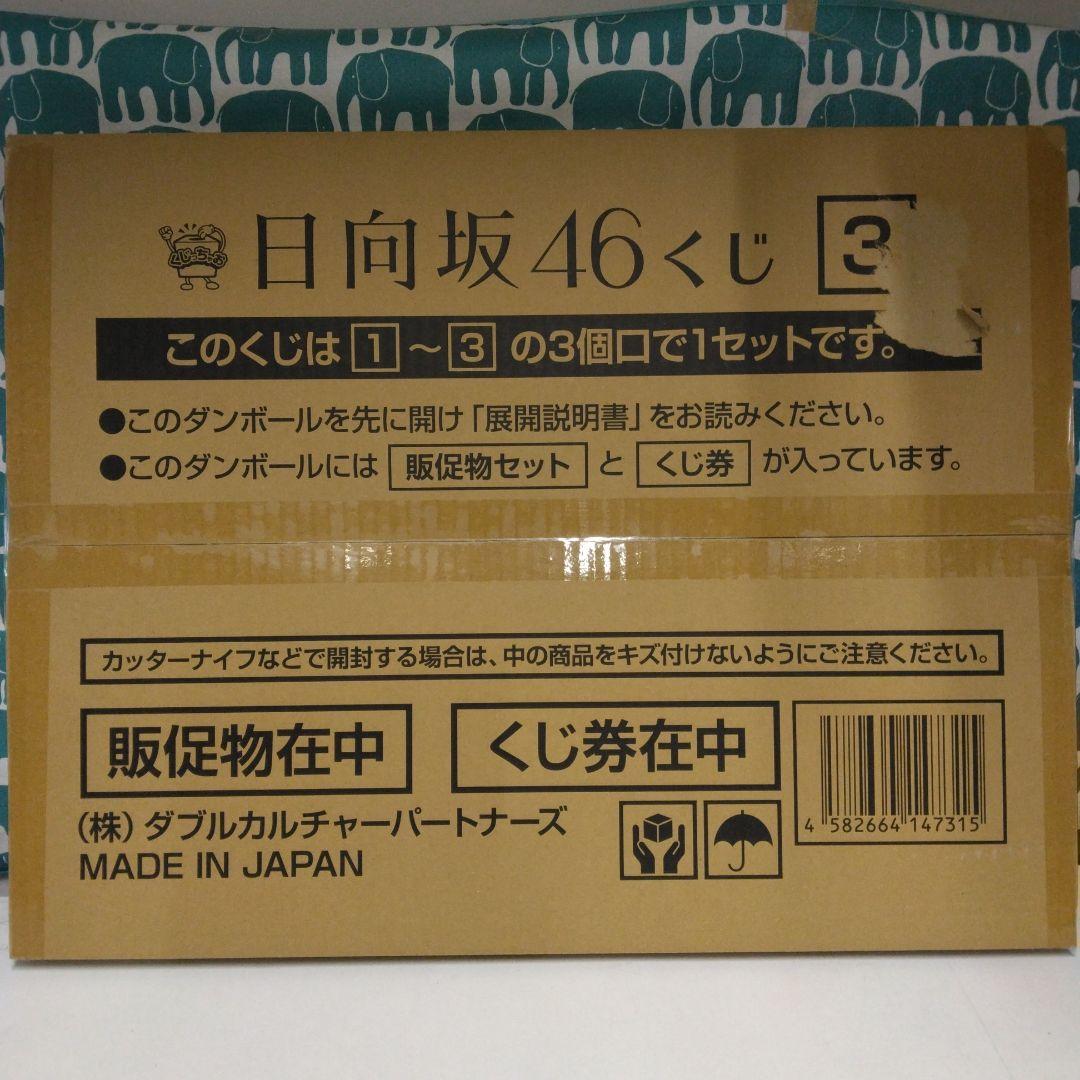 くじっちゃお
日向坂46くじ 3
このくじは 1 ～ 3 の3個口で1セットです。
●このダンボールを先に開け「展開説明書」をお読みください。
●このダンボールには 販促物セット と くじ券 が入っています。
カッターナイフなどで開封する場合は、中の商品をキズ付けないようにご注意ください。
販促物在中 くじ券在中
(株)ダブルカルチャーパートナーズ
MADE IN JAPAN
4 582664 147315